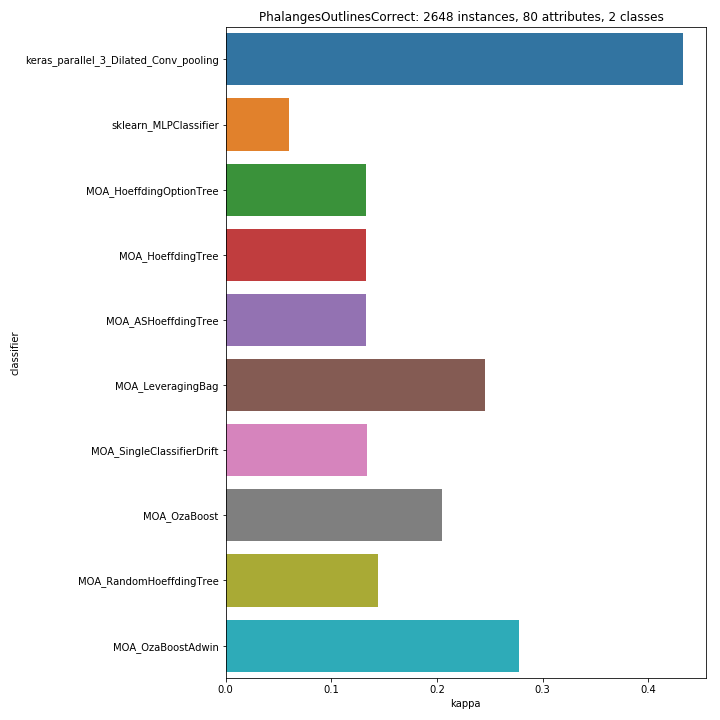 PhalangesOutlinesCorrect: 2648 instances, 80 attributes, 2 classes
keras_parallel_3_Dilated_Conv_pooling
sklearn_MLPClassifier
MOA_HoeffdingOptionTree
MOA_HoeffdingTree
MOA_ASHoeffdingTree
MOA_LeveragingBag
MOA_SingleClassifierDrift
MOA_OzaBoost
MOA_RandomHoeffdingTree
MOA_OzaBoostAdwin
classifier
0.0 0.1 0.2 0.3 0.4
kappa